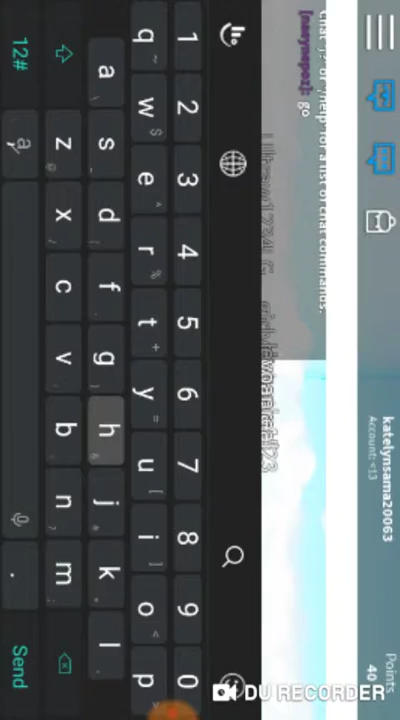 katelynsama20063
Account: <13
Points
40
chat '/?' or '/help' for a list of chat commands.
[nasynspoz]: go
1 2 3 4 5 6 7 8 9 0
q w e r t y u i o p
a s d f g h j k l
z x c v b n m
12# Send
DU RECORDER